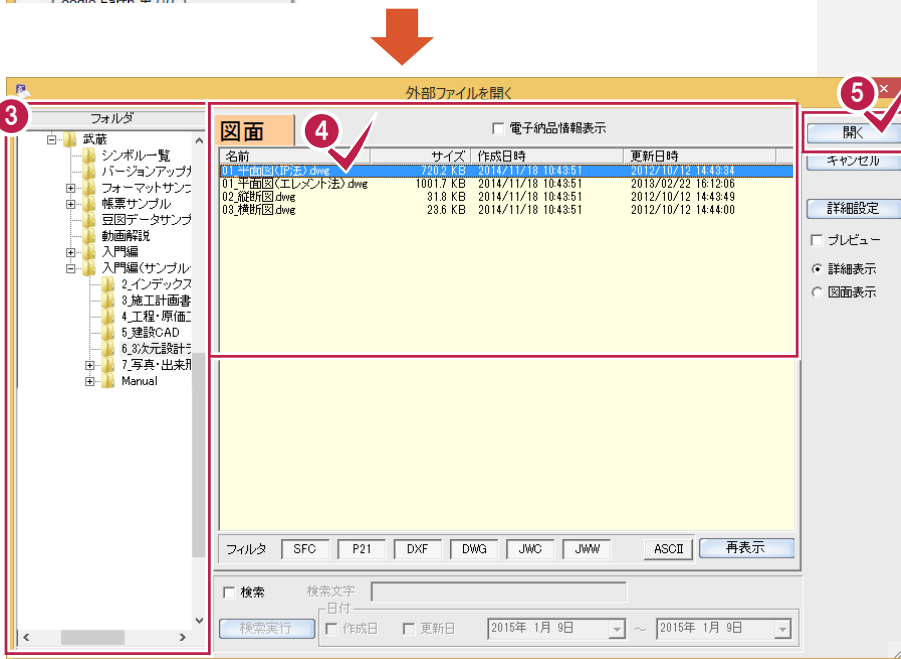 Google Earth 出力(C)
外部ファイルを開く
3
フォルダ
武蔵
シンボル一覧
バージョンアップナ
フォーマットサンプ
帳票サンプル
豆図データサンプ
動画解説
入門編
入門編(サンプル
2_インデックス
3_施工計画書
4_工程・原価
5_建設CAD
6_3次元設計デ
7_写真・出来形
Manual
図面
4
電子納品情報表示
名前 サイズ 作成日時 更新日時
01_平面図(IP法).dwg 720.2 KB 2014/11/18 10:43:51 2012/10/12 14:43:34
01_平面図(エレメント法).dwg 1001.7 KB 2014/11/18 10:43:51 2013/02/22 16:12:06
02_縦断図.dwg 31.8 KB 2014/11/18 10:43:51 2012/10/12 14:43:49
03_横断図.dwg 23.6 KB 2014/11/18 10:43:51 2012/10/12 14:44:00
フィルタ SFC P21 DXF DWG JWC JWW ASCII 再表示
検索 検索文字
日付
検索実行 作成日 更新日 2015年 1月 9日 ～ 2015年 1月 9日
5
開く
キャンセル
詳細設定
プレビュー
詳細表示
図面表示